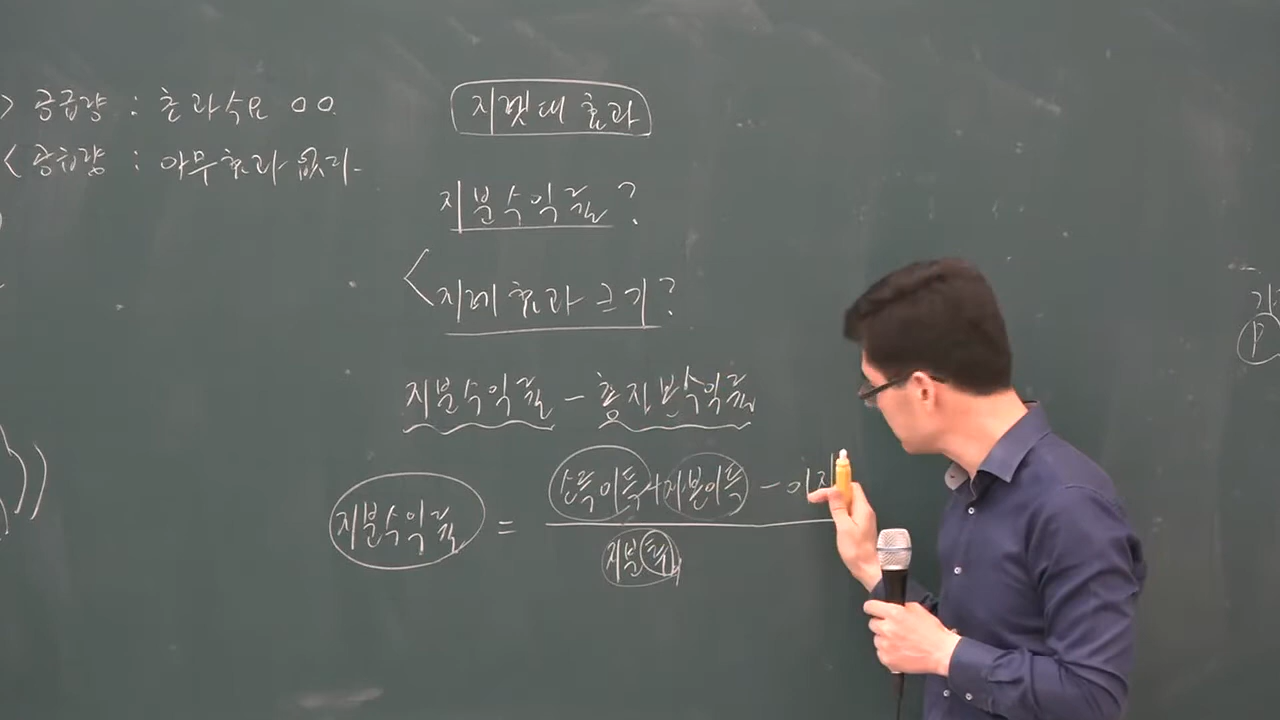 > 공급량 : 초과수요 OO.
< 공급량 : 아무 효과 없다.
지렛대 효과
지분수익률?
< 지레 효과 크기?
지분수익률 - 총자본수익률
지분수익률 = 소득이득+자본이득 - 이자
지분
P